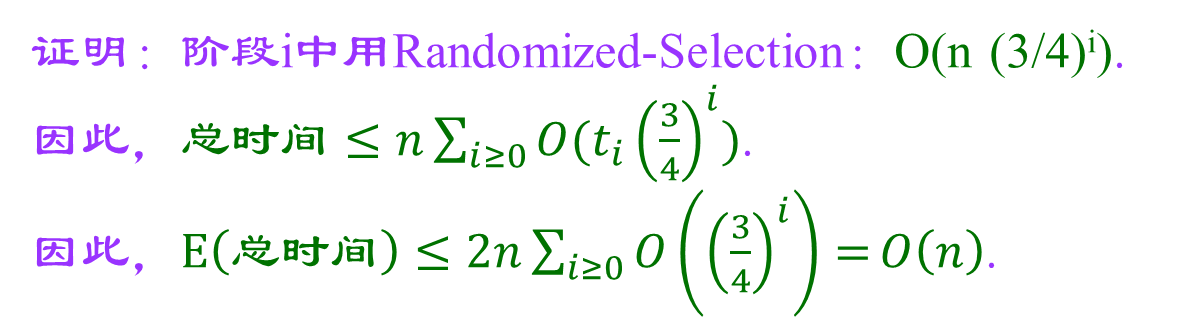 证明：阶段i中用Randomized-Selection：O(n (3/4)ⁱ).
因此，总时间 ≤ n ∑_{i≥0} O(t_i (3/4)^i).
因此，E(总时间) ≤ 2n ∑_{i≥0} O((3/4)^i) = O(n).